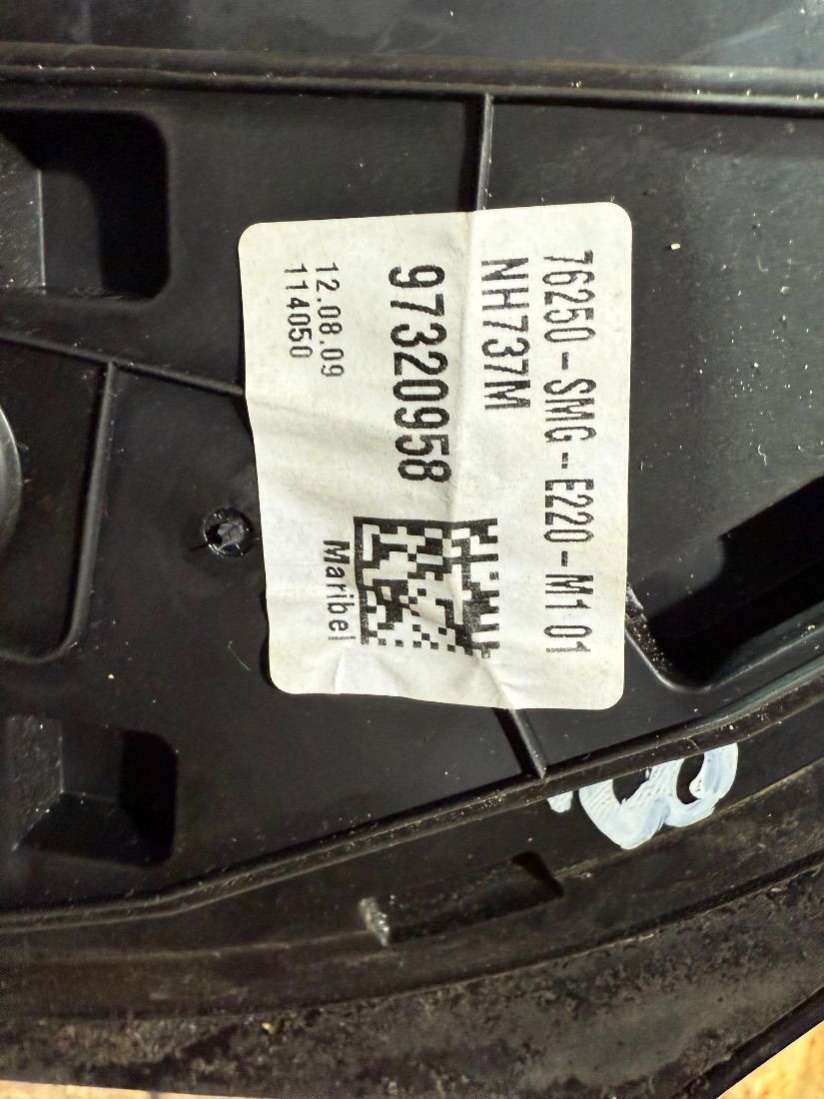 76250-SMG-E220-M1 01
NH737M
97320958
12.08.09
114050
Maribel